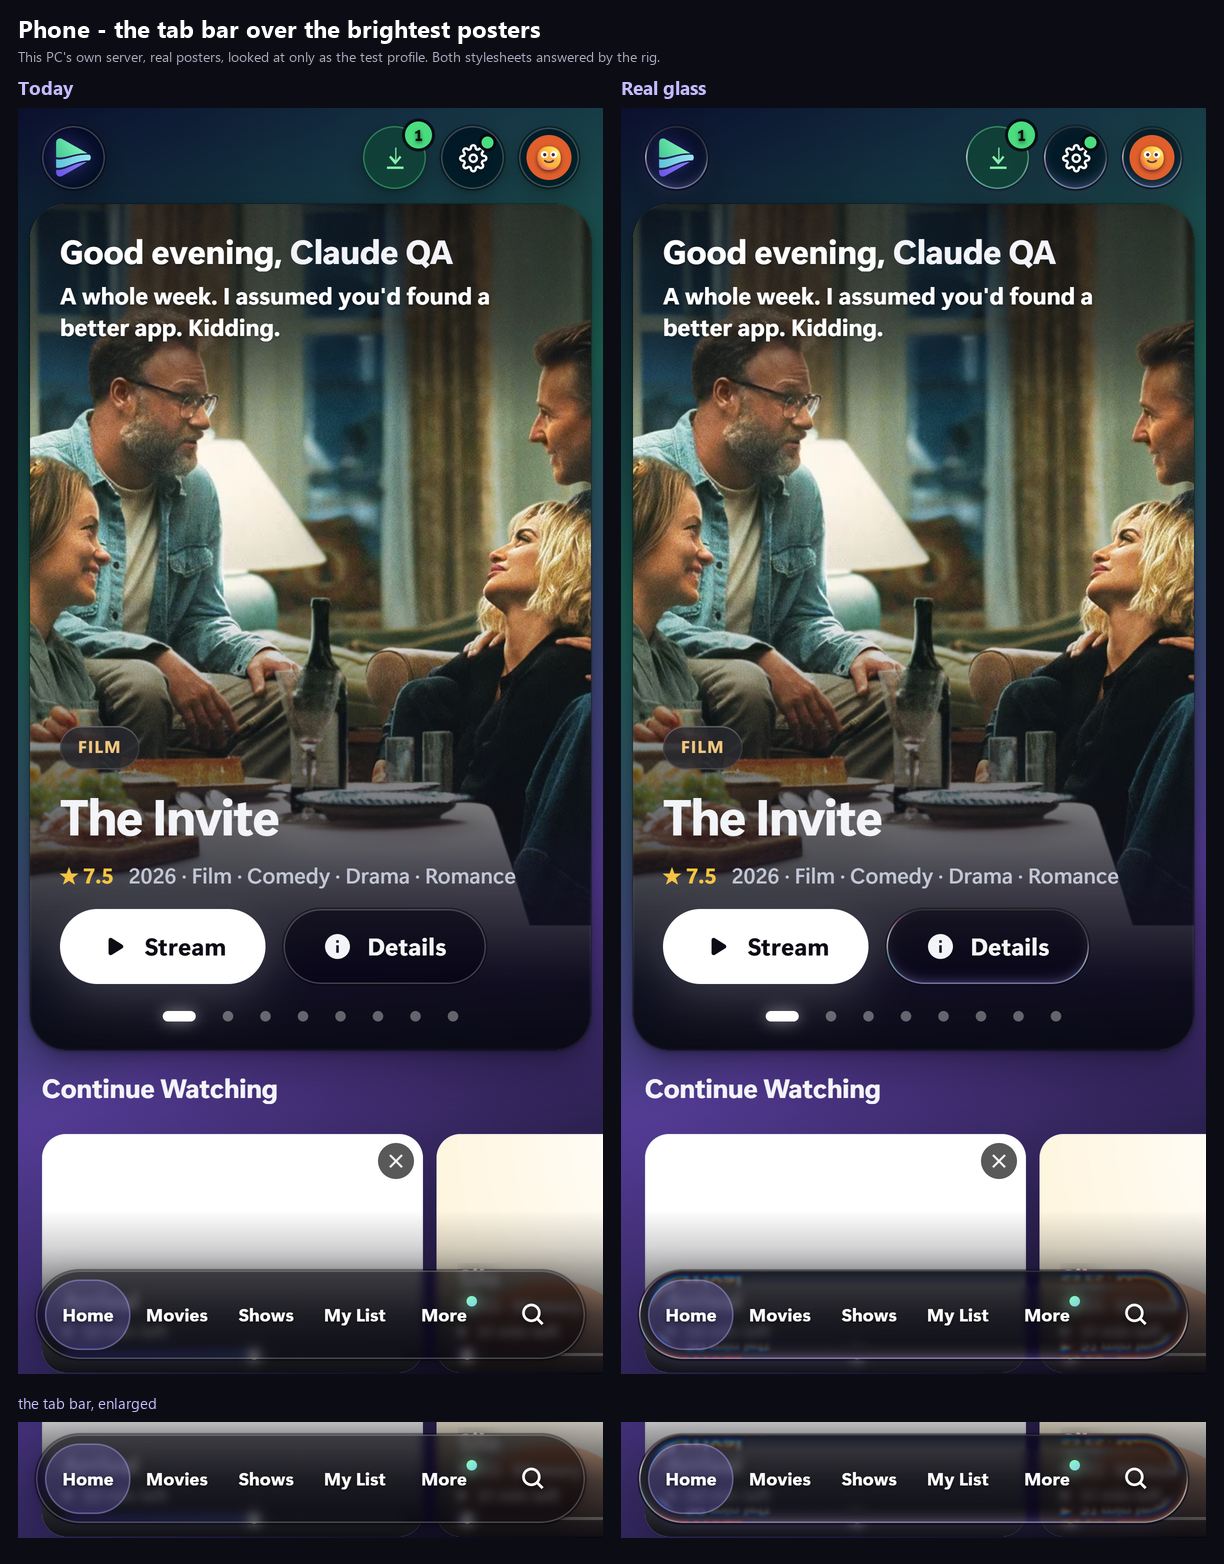 Phone - the tab bar over the brightest posters
This PC's own server, real posters, looked at only as the test profile. Both stylesheets answered by the rig.
Today
Real glass
1
1
Good evening, Claude QA
A whole week. I assumed you'd found a
better app. Kidding.
Good evening, Claude QA
A whole week. I assumed you'd found a
better app. Kidding.
FILM
The Invite
★ 7.5 2026 · Film · Comedy · Drama · Romance
Stream
Details
FILM
The Invite
★ 7.5 2026 · Film · Comedy · Drama · Romance
Stream
Details
Continue Watching
Continue Watching
Home Movies Shows My List More
Home Movies Shows My List More
the tab bar, enlarged
Home Movies Shows My List More
Home Movies Shows My List More